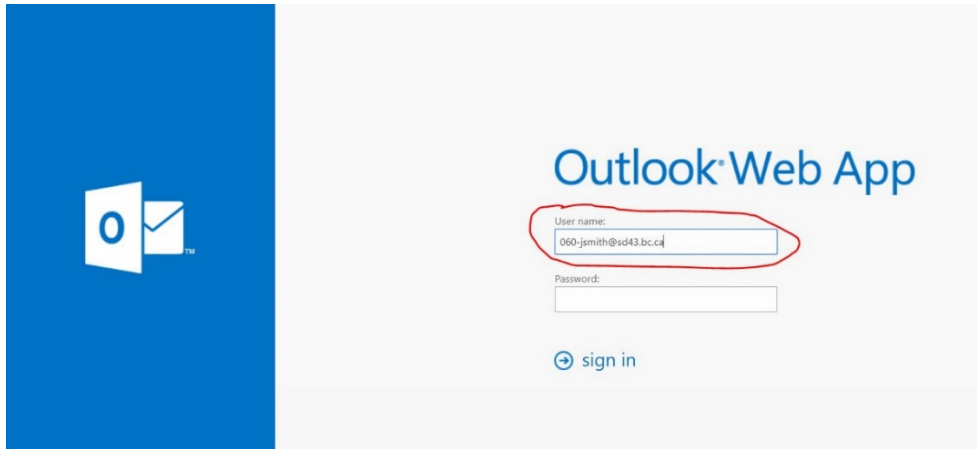 Outlook Web App
User name:
060-jsmith@sd43.bc.ca
Password:
sign in
O
TM